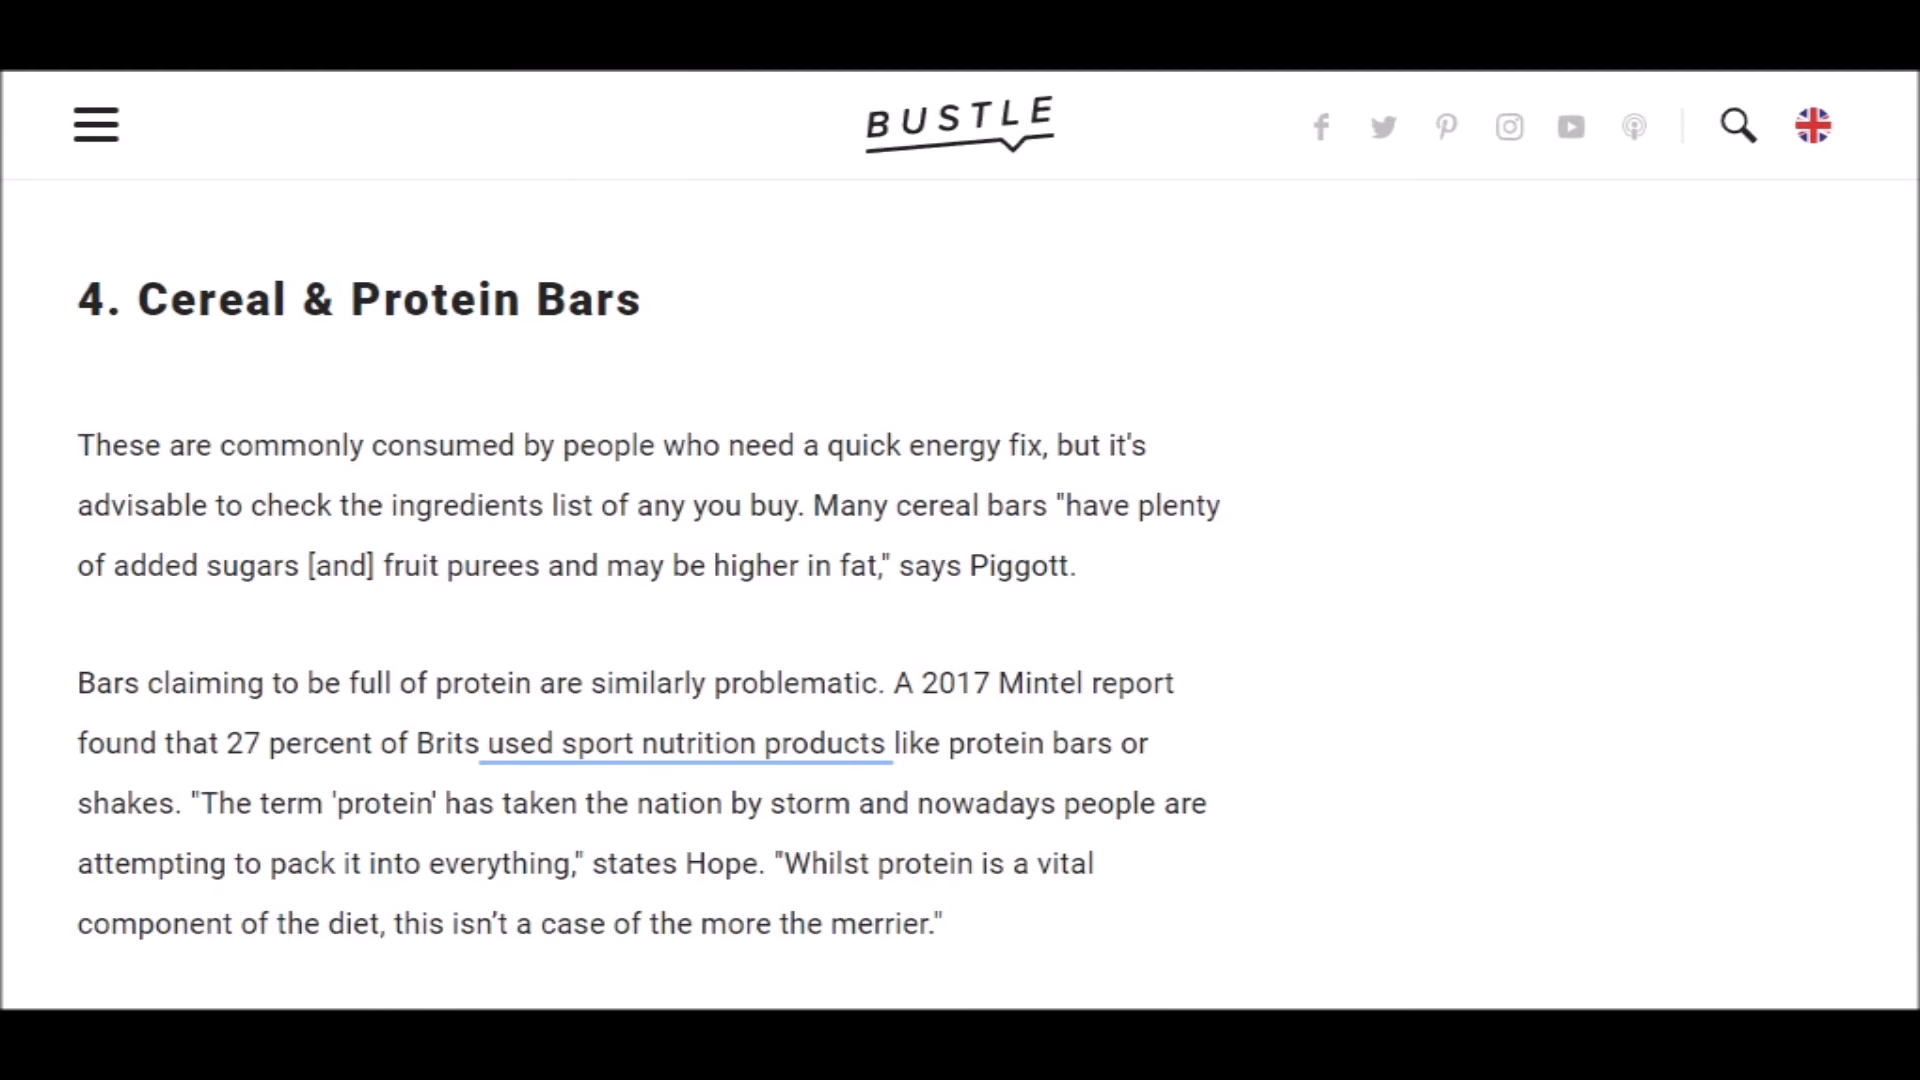 BUSTLE
4. Cereal & Protein Bars
These are commonly consumed by people who need a quick energy fix, but it's
advisable to check the ingredients list of any you buy. Many cereal bars "have plenty
of added sugars [and] fruit purees and may be higher in fat," says Piggott.
Bars claiming to be full of protein are similarly problematic. A 2017 Mintel report
found that 27 percent of Brits used sport nutrition products like protein bars or
shakes. "The term 'protein' has taken the nation by storm and nowadays people are
attempting to pack it into everything," states Hope. "Whilst protein is a vital
component of the diet, this isn’t a case of the more the merrier."